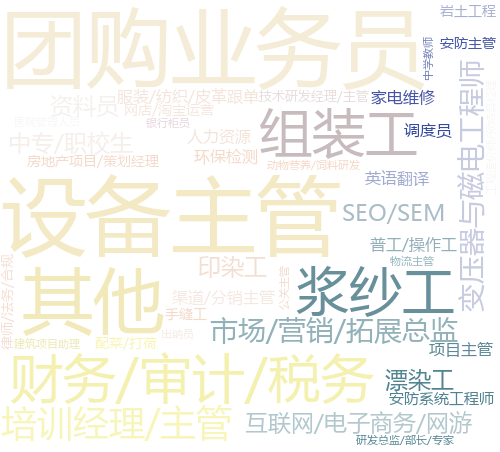 团购业务员
岩土工程
安防主管
中学教师
服装/纺织/皮革跟单
技术研发经理/主管
家电维修
资料员
网店/淘宝运营
银行柜员
组装工
调度员
中专/职校生
人力资源
房地产项目/策划经理
环保检测
动物营养/饲料研发
英语翻译
变压器与磁电工程师
设备主管
SEO/SEM
普工/操作工
物流主管
律师/法务/合规
印染工
公关主管
其他
渠道/分销主管
浆纱工
手缝工
市场/营销/拓展总监
出纳员
建筑项目助理
配菜/打荷
项目主管
财务/审计/税务
漂染工
安防系统工程师
培训经理/主管
互联网/电子商务/网游
研发总监/部长/专家